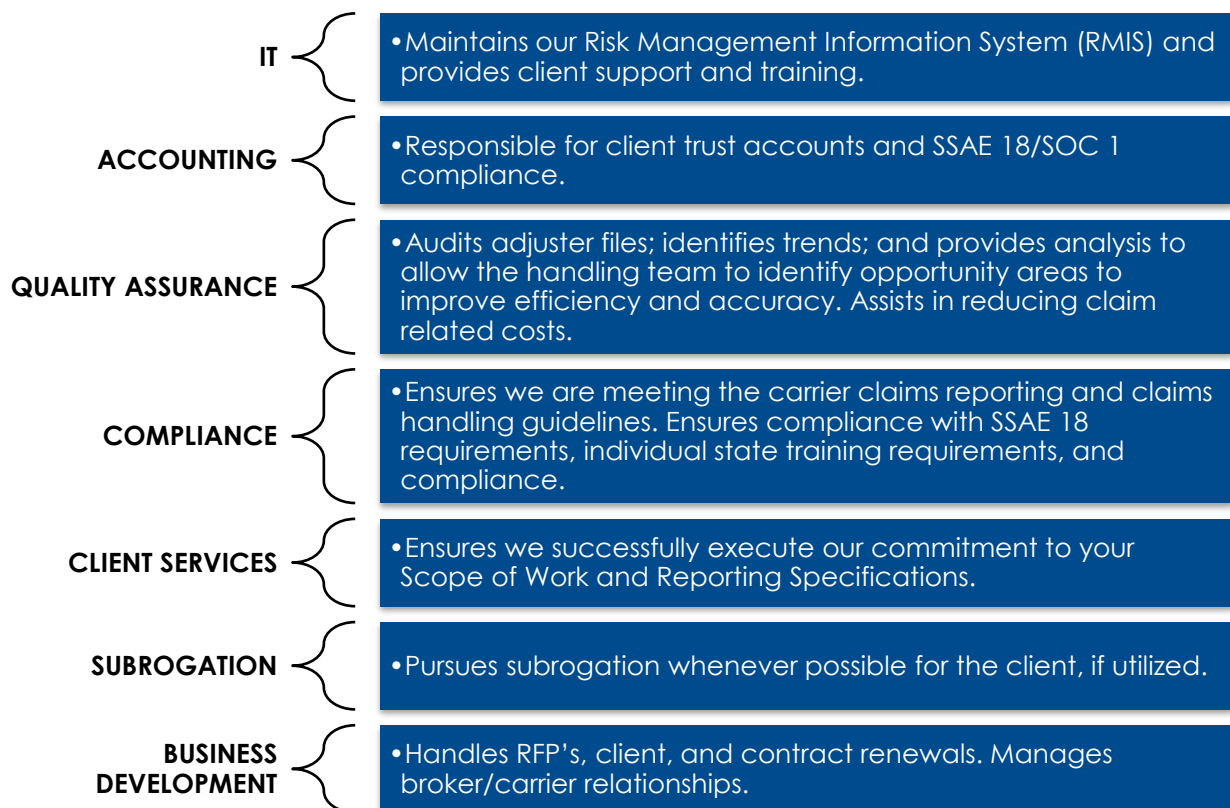 IT
•Maintains our Risk Management Information System (RMIS) and
provides client support and training.
ACCOUNTING
•Responsible for client trust accounts and SSAE 18/SOC 1
compliance.
QUALITY ASSURANCE
•Audits adjuster files; identifies trends; and provides analysis to
allow the handling team to identify opportunity areas to
improve efficiency and accuracy. Assists in reducing claim
related costs.
COMPLIANCE
•Ensures we are meeting the carrier claims reporting and claims
handling guidelines. Ensures compliance with SSAE 18
requirements, individual state training requirements, and
compliance.
CLIENT SERVICES
•Ensures we successfully execute our commitment to your
Scope of Work and Reporting Specifications.
SUBROGATION
•Pursues subrogation whenever possible for the client, if utilized.
BUSINESS
DEVELOPMENT
•Handles RFP's, client, and contract renewals. Manages
broker/carrier relationships.